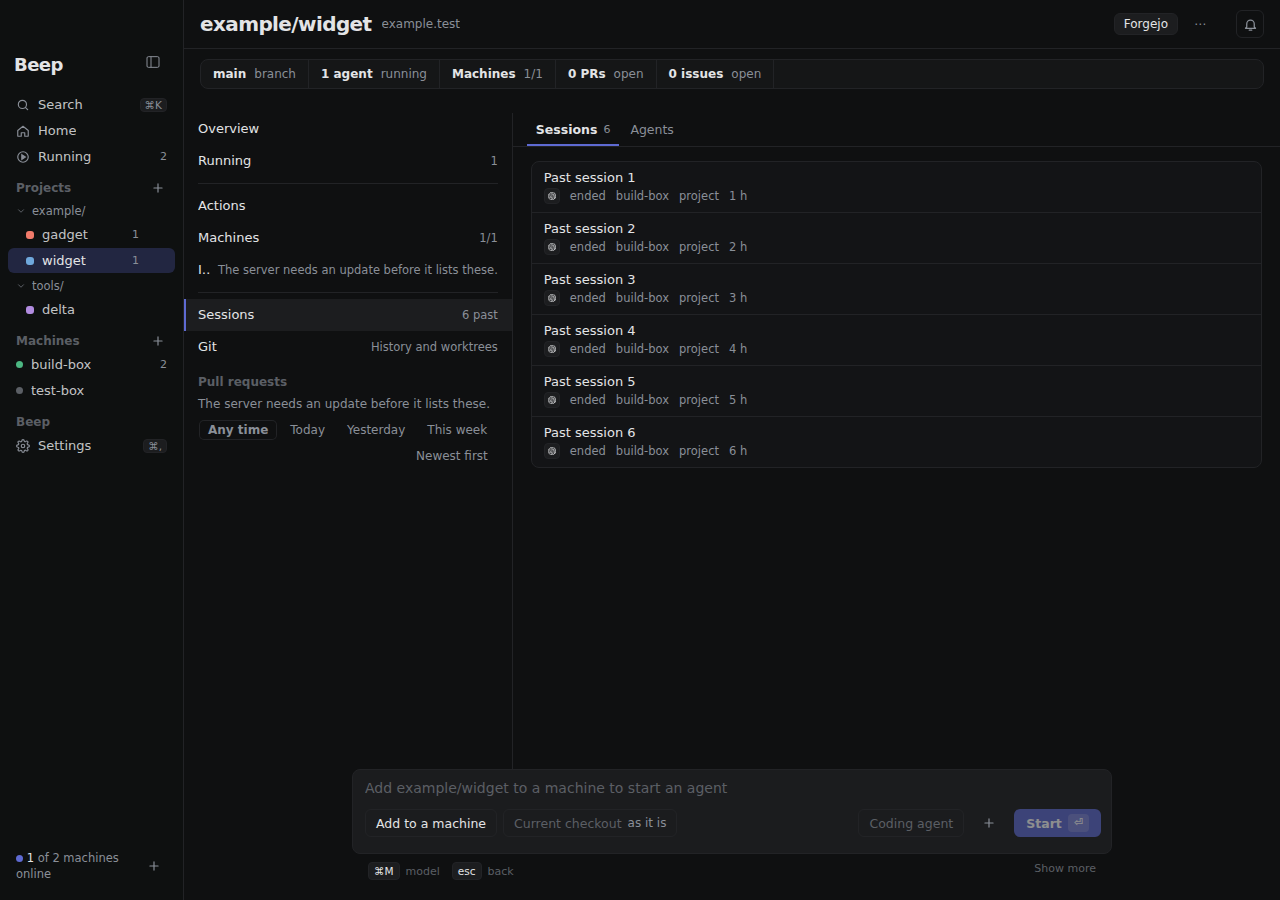 example/widget example.test Forgejo ...
Beep
main branch 1 agent running Machines 1/1 0 PRs open 0 issues open
Search ⌘K
Home
Running 2
Projects
example/
gadget 1
widget 1
tools/
delta
Machines
build-box 2
test-box
Beep
Settings ⌘,
1 of 2 machines online
Overview
Running 1
Actions
Machines 1/1
I.. The server needs an update before it lists these.
Sessions 6 past
Git History and worktrees
Pull requests
The server needs an update before it lists these.
Any time Today Yesterday This week
Newest first
Sessions 6 Agents
Past session 1
ended build-box project 1 h
Past session 2
ended build-box project 2 h
Past session 3
ended build-box project 3 h
Past session 4
ended build-box project 4 h
Past session 5
ended build-box project 5 h
Past session 6
ended build-box project 6 h
Add example/widget to a machine to start an agent
Add to a machine Current checkout as it is Coding agent Start ⏎
⌘M model esc back Show more